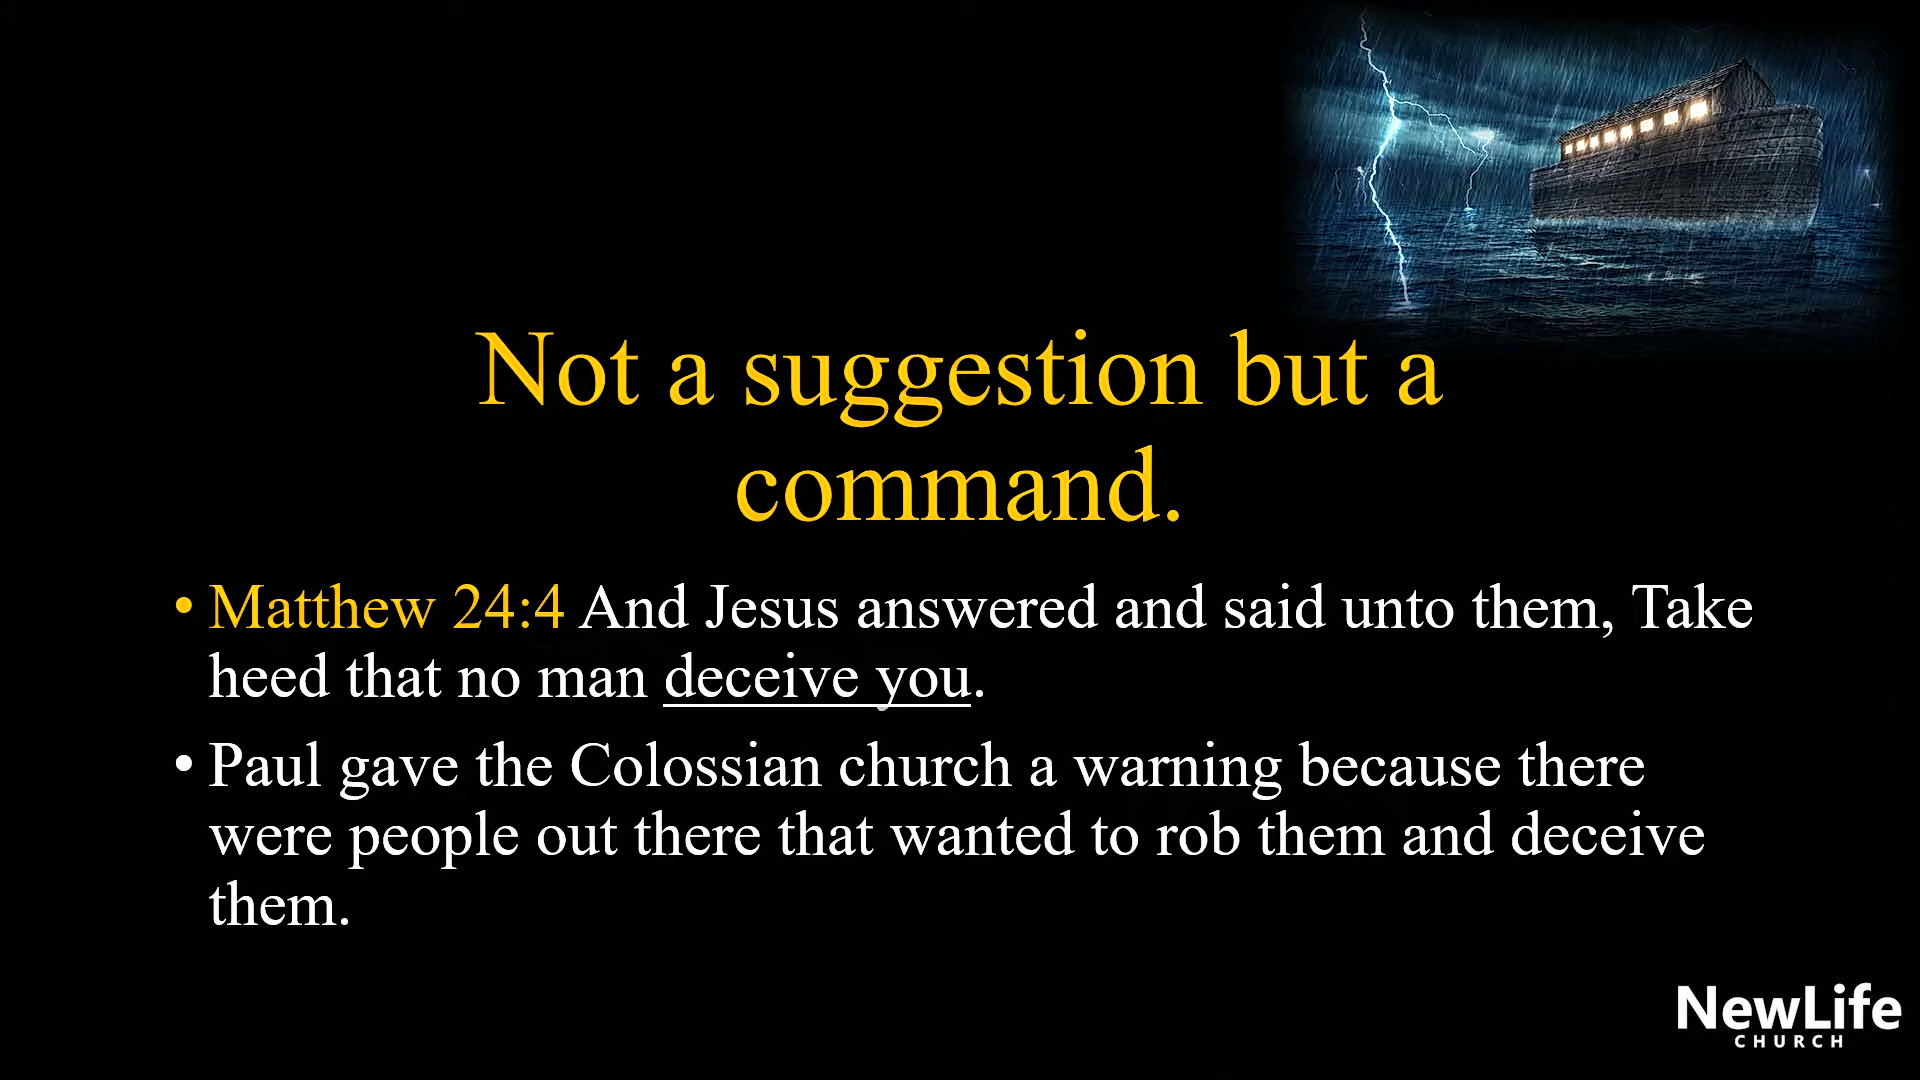 Not a suggestion but a
command.
• Matthew 24:4 And Jesus answered and said unto them, Take
heed that no man deceive you.
• Paul gave the Colossian church a warning because there
were people out there that wanted to rob them and deceive
them.
NewLife
CHURCH